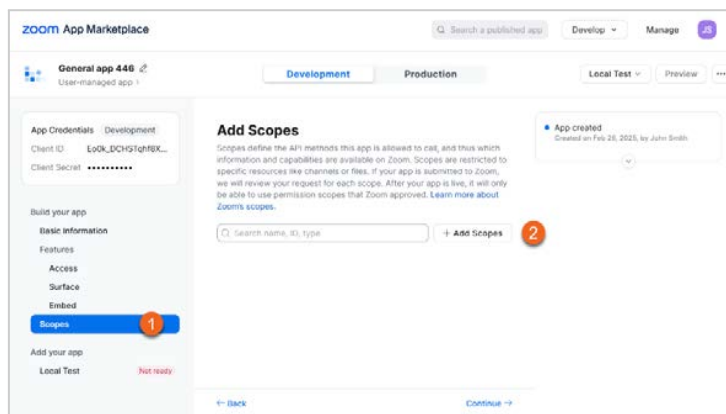 zoom App Marketplace
Search a published app
Develop
Manage
JS
General app 446
User-managed app
Development
Production
Local Test
Preview
App Credentials Development
Client ID
Client Secret
Build your app
Basic Information
Features
Access
Surface
Embed
Scopes
1
Add your app
Local Test
Not ready
Add Scopes
Scopes define the API methods this app is allowed to call, and thus which
information and capabilities are available on Zoom. Scopes are restricted to
specific resources like channels or files. If your app is submitted to Zoom,
we will review your request for each scope. After your app is live, it will only
be able to use permission scopes that Zoom approved. Learn more about
Zoom's scopes.
Search name, ID, type
+ Add Scopes
2
← Back
Continue →
App created
Created on Feb 26, 2025, by John Smith